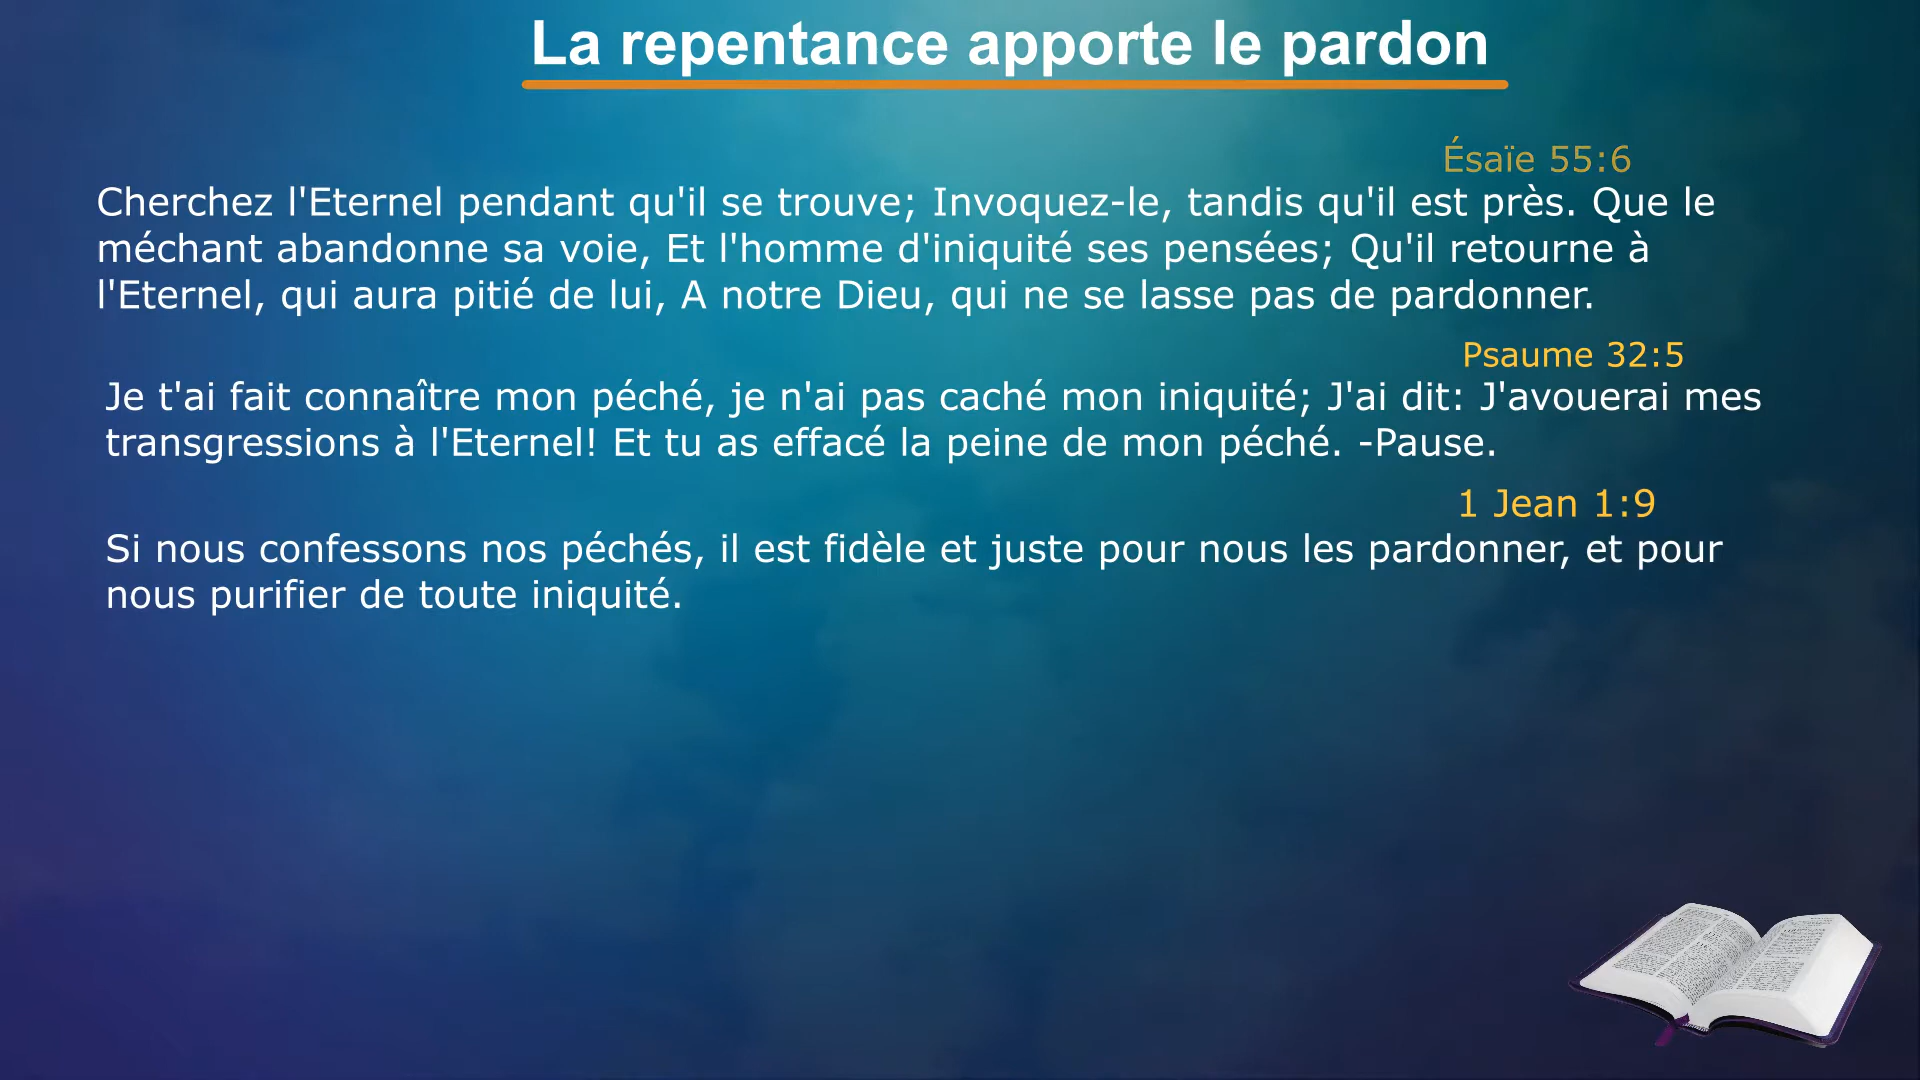 La repentance apporte le pardon
Ésaïe 55:6
Cherchez l'Eternel pendant qu'il se trouve; Invoquez-le, tandis qu'il est près. Que le
méchant abandonne sa voie, Et l'homme d'iniquité ses pensées; Qu'il retourne à
l'Eternel, qui aura pitié de lui, A notre Dieu, qui ne se lasse pas de pardonner.
Psaume 32:5
Je t'ai fait connaître mon péché, je n'ai pas caché mon iniquité; J'ai dit: J'avouerai mes
transgressions à l'Eternel! Et tu as effacé la peine de mon péché. -Pause.
1 Jean 1:9
Si nous confessons nos péchés, il est fidèle et juste pour nous les pardonner, et pour
nous purifier de toute iniquité.